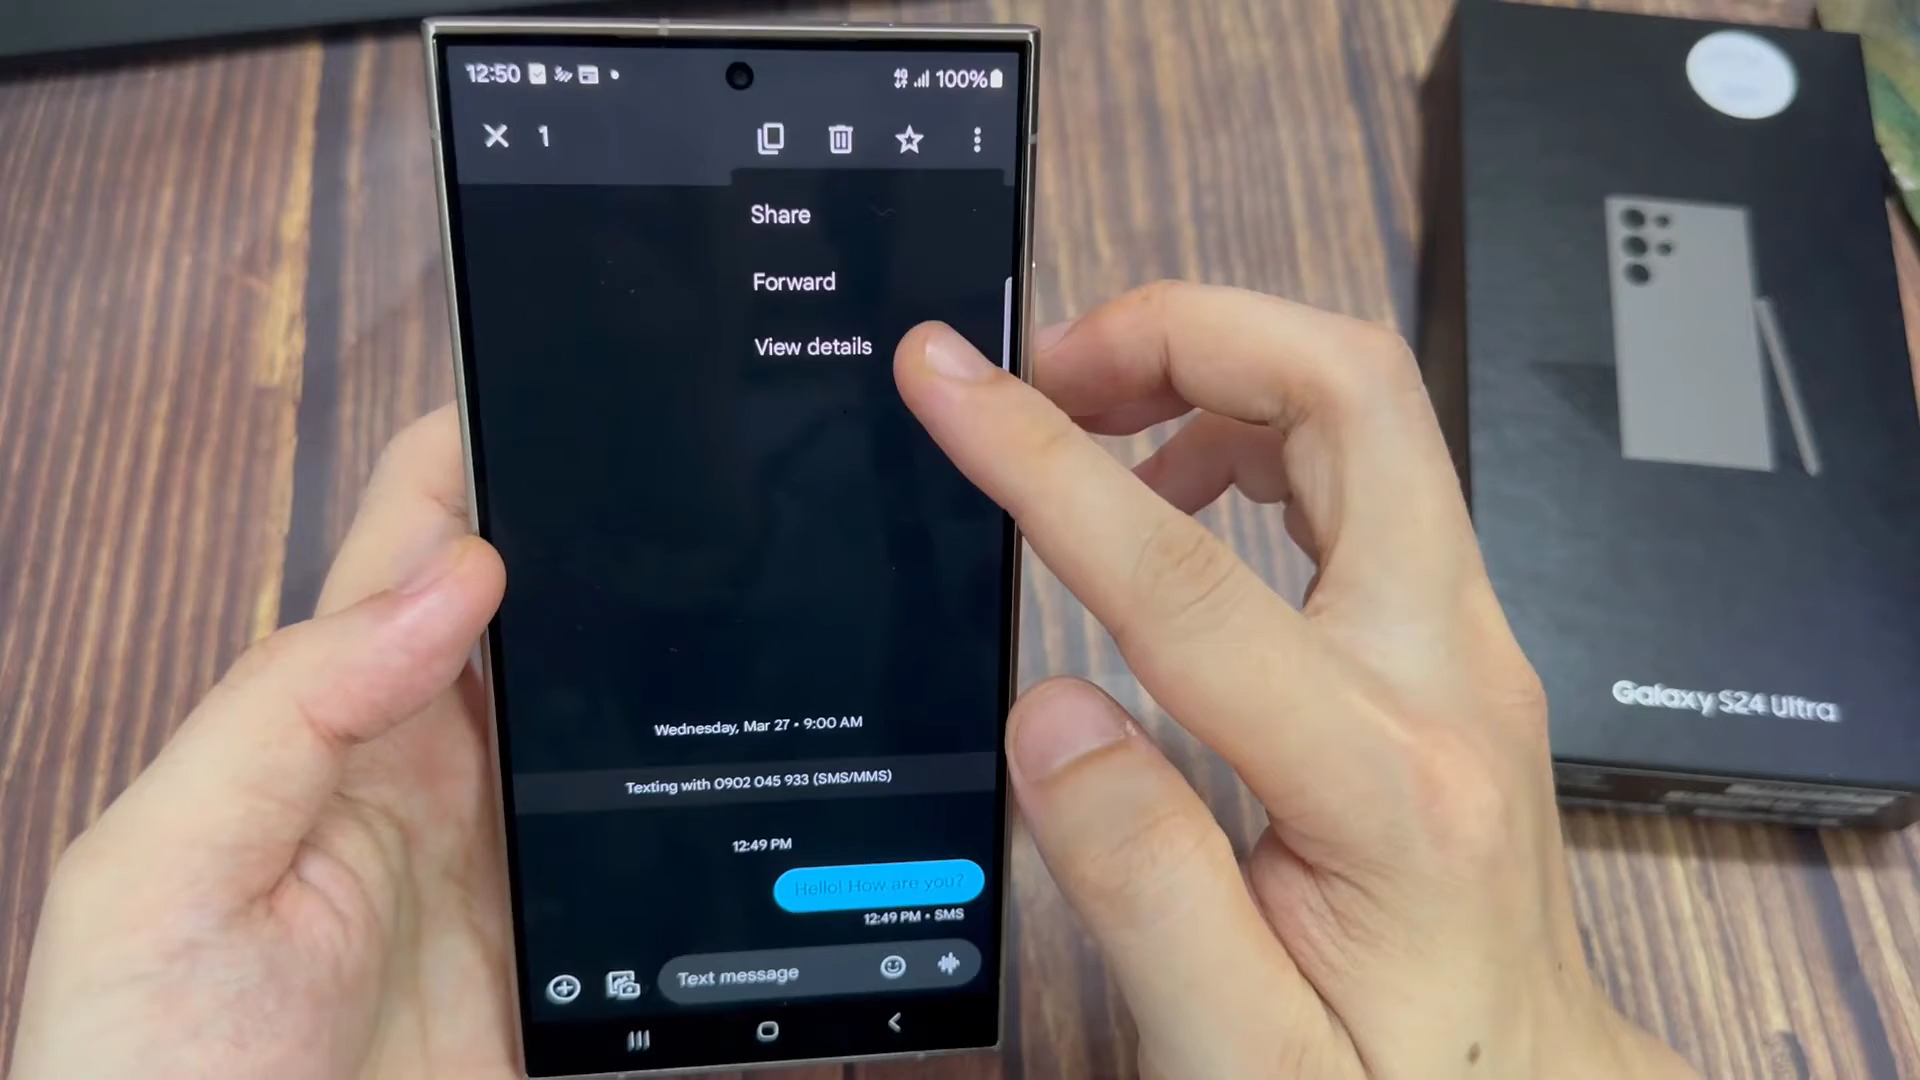 12:50
4G
100%
1
Share
Forward
View details
Wednesday, Mar 27 • 9:00 AM
Texting with 0902 045 933 (SMS/MMS)
12:49 PM
Hello! How are you?
12:49 PM • SMS
Text message
Galaxy S24 Ultra